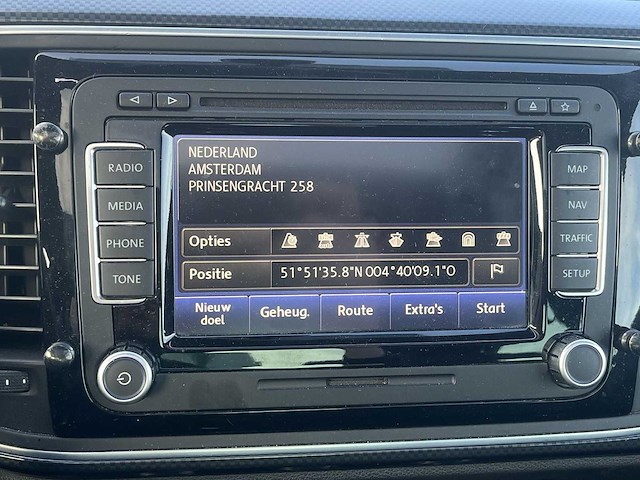 RADIO
MEDIA
PHONE
TONE
NEDERLAND
AMSTERDAM
PRINSENGRACHT 258
Opties
Positie 51°51'35.8"N 004°40'09.1"O
Nieuw doel Geheug. Route Extra's Start
MAP
NAV
TRAFFIC
SETUP